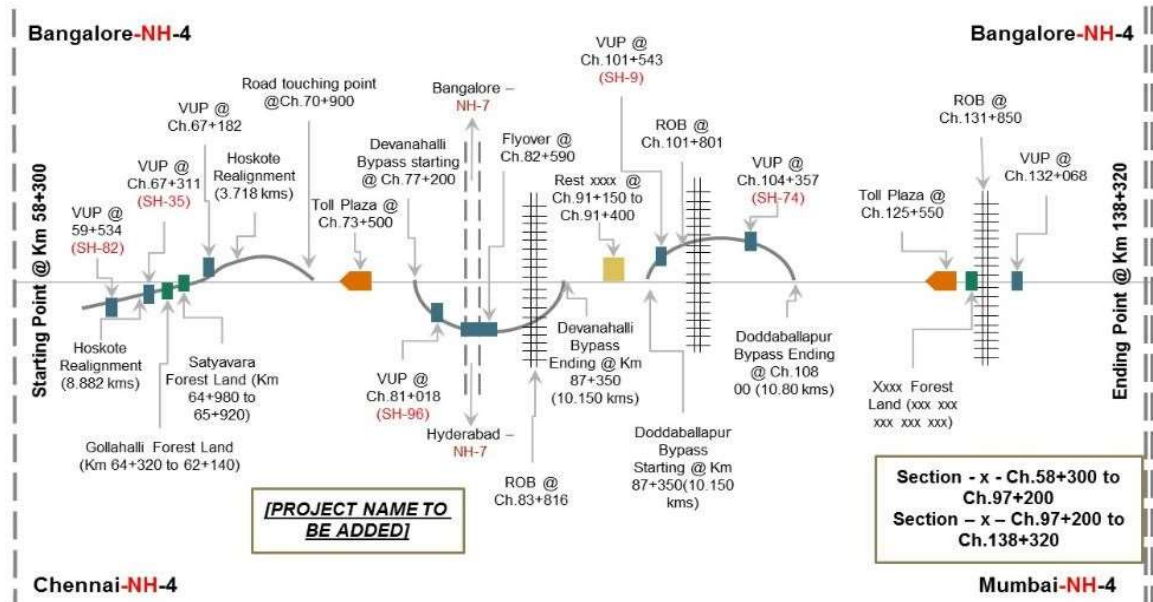 Bangalore-NH-4
Bangalore-NH-4
Starting Point @ Km 58+300
VUP @
59+534
(SH-82)
VUP @
Ch.67+311
(SH-35)
VUP @
Ch.67+182
Hoskote
Realignment
(3.718 kms)
Road touching point
@Ch.70+900
Toll Plaza @
Ch.73+500
Devanahalli
Bypass starting
@ Ch.77+200
Bangalore –
NH-7
Flyover @
Ch.82+590
VUP @
Ch.101+543
(SH-9)
Rest xxxx @
Ch.91+150 to
Ch.91+400
ROB @
Ch.101+801
VUP @
Ch.104+357
(SH-74)
Toll Plaza @
Ch.125+550
ROB @
Ch.131+850
VUP @
Ch.132+068
Ending Point @ Km 138+320
Hoskote
Realignment
(8.882 kms)
Satyavara
Forest Land (Km
64+980 to
65+920)
Gollahalli Forest Land
(Km 64+320 to 62+140)
VUP @
Ch.81+018
(SH-96)
Hyderabad –
NH-7
ROB @
Ch.83+816
Devanahalli
Bypass
Ending @ Km
87+350
(10.150 kms)
Doddaballapur
Bypass
Starting @ Km
87+350(10.150
kms)
Doddaballapur
Bypass Ending
@ Ch.108
00 (10.80 kms)
Xxxx Forest
Land (xxx xxx
xxx xxx xxx)
[PROJECT NAME TO
BE ADDED]
Section - x - Ch.58+300 to
Ch.97+200
Section – x – Ch.97+200 to
Ch.138+320
Chennai-NH-4
Mumbai-NH-4